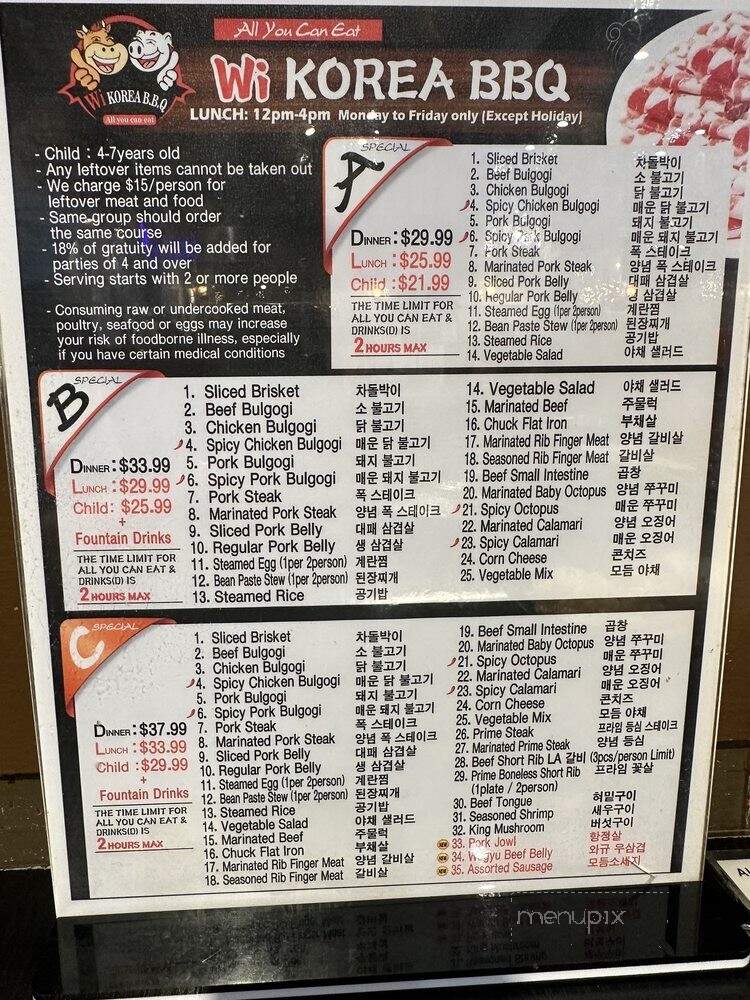 All You Can Eat
Wi KOREA BBQ
Wi KOREA B.B.Q
All you can eat
LUNCH: 12pm-4pm Monday to Friday only (Except Holiday)
- Child : 4-7years old
- Any leftover items cannot be taken out
- We charge $15/person for
leftover meat and food
- Same group should order
the same course
- 18% of gratuity will be added for
parties of 4 and over
- Serving starts with 2 or more people
- Consuming raw or undercooked meat,
poultry, seafood or eggs may increase
your risk of foodborne illness, especially
if you have certain medical conditions
SPECIAL
A
DINNER : $29.99
LUNCH : $25.99
Child : $21.99
THE TIME LIMIT FOR
ALL YOU CAN EAT &
DRINKS(D) IS
2 HOURS MAX
1. Sliced Brisket 차돌박이
2. Beef Bulgogi 소 불고기
3. Chicken Bulgogi 닭 불고기
4. Spicy Chicken Bulgogi 매운 닭 불고기
5. Pork Bulgogi 돼지 불고기
6. Spicy Pork Bulgogi 매운 돼지 불고기
7. Pork Steak 폭 스테이크
8. Marinated Pork Steak 양념 폭 스테이크
9. Sliced Pork Belly 대패 삼겹살
10. Regular Pork Belly 생 삼겹살
11. Steamed Egg (1per 2person) 계란찜
12. Bean Paste Stew (1per 2person) 된장찌개
13. Steamed Rice 공기밥
14. Vegetable Salad 야채 샐러드
SPECIAL
B
DINNER : $33.99
LUNCH : $29.99
Child: $25.99
+
Fountain Drinks
THE TIME LIMIT FOR
ALL YOU CAN EAT &
DRINKS(D) IS
2 HOURS MAX
1. Sliced Brisket 차돌박이
2. Beef Bulgogi 소 불고기
3. Chicken Bulgogi 닭 불고기
4. Spicy Chicken Bulgogi 매운 닭 불고기
5. Pork Bulgogi 돼지 불고기
6. Spicy Pork Bulgogi 매운 돼지 불고기
7. Pork Steak 폭 스테이크
8. Marinated Pork Steak 양념 폭 스테이크
9. Sliced Pork Belly 대패 삼겹살
10. Regular Pork Belly 생 삼겹살
11. Steamed Egg (1per 2person) 계란찜
12. Bean Paste Stew (1per 2person) 된장찌개
13. Steamed Rice 공기밥
14. Vegetable Salad 야채 샐러드
15. Marinated Beef 주물럭
16. Chuck Flat Iron 부채살
17. Marinated Rib Finger Meat 양념 갈비살
18. Seasoned Rib Finger Meat 갈비살
19. Beef Small Intestine 곱창
20. Marinated Baby Octopus 양념 쭈꾸미
21. Spicy Octopus 매운 쭈꾸미
22. Marinated Calamari 양념 오징어
23. Spicy Calamari 매운 오징어
24. Corn Cheese 콘치즈
25. Vegetable Mix 모듬 야채
SPECIAL
C
DINNER : $37.99
LUNCH : $33.99
Child : $29.99
+
Fountain Drinks
THE TIME LIMIT FOR
ALL YOU CAN EAT &
DRINKS(D) IS
2 HOURS MAX
1. Sliced Brisket 차돌박이
2. Beef Bulgogi 소 불고기
3. Chicken Bulgogi 닭 불고기
4. Spicy Chicken Bulgogi 매운 닭 불고기
5. Pork Bulgogi 돼지 불고기
6. Spicy Pork Bulgogi 매운 돼지 불고기
7. Pork Steak 폭 스테이크
8. Marinated Pork Steak 양념 폭 스테이크
9. Sliced Pork Belly 대패 삼겹살
10. Regular Pork Belly 생 삼겹살
11. Steamed Egg (1per 2person) 계란찜
12. Bean Paste Stew (1per 2person) 된장찌개
13. Steamed Rice 공기밥
14. Vegetable Salad 야채 샐러드
15. Marinated Beef 주물럭
16. Chuck Flat Iron 부채살
17. Marinated Rib Finger Meat 양념 갈비살
18. Seasoned Rib Finger Meat 갈비살
19. Beef Small Intestine 곱창
20. Marinated Baby Octopus 양념 쭈꾸미
21. Spicy Octopus 매운 쭈꾸미
22. Marinated Calamari 양념 오징어
23. Spicy Calamari 매운 오징어
24. Corn Cheese 콘치즈
25. Vegetable Mix 모듬 야채
26. Prime Steak 프라임 등심 스테이크
27. Marinated Prime Steak 양념 등심
28. Beef Short Rib LA 갈비 (3pcs/person Limit)
29. Prime Boneless Short Rib 프라임 꽃살
(1plate / 2person)
30. Beef Tongue 혀밑구이
31. Seasoned Shrimp 새우구이
32. King Mushroom 버섯구이
33. Pork Jowl 항정살
34. Wagyu Beef Belly 와규 우삼겹
35. Assorted Sausage 모듬소세지
menupix